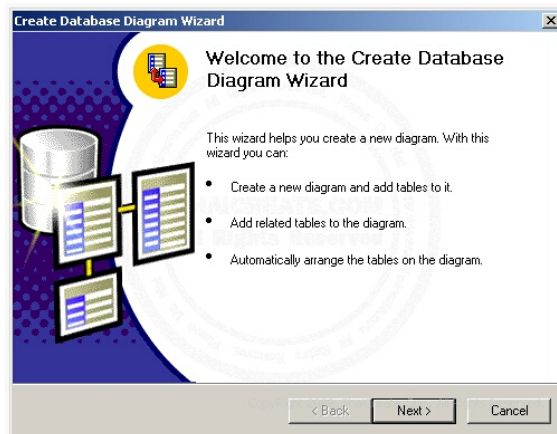 Create Database Diagram Wizard
Welcome to the Create Database
Diagram Wizard
This wizard helps you create a new diagram. With this
wizard you can:
• Create a new diagram and add tables to it.
• Add related tables to the diagram.
• Automatically arrange the tables on the diagram.
< Back
Next >
Cancel